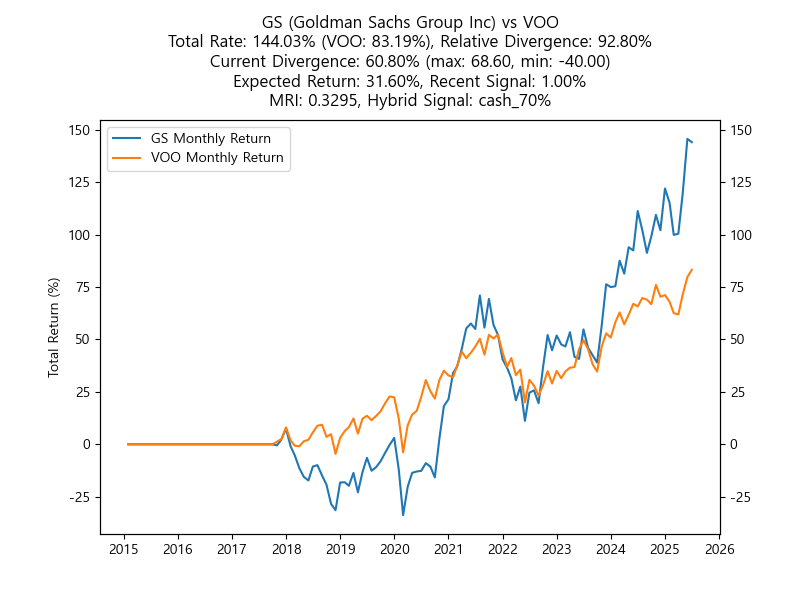 GS (Goldman Sachs Group Inc) vs VOO
Total Rate: 144.03% (VOO: 83.19%), Relative Divergence: 92.80%
Current Divergence: 60.80% (max: 68.60, min: -40.00)
Expected Return: 31.60%, Recent Signal: 1.00%
MRI: 0.3295, Hybrid Signal: cash_70%
GS Monthly Return
VOO Monthly Return
Total Return (%)
150
125
100
75
50
25
0
-25
150
125
100
75
50
25
0
-25
2015 2016 2017 2018 2019 2020 2021 2022 2023 2024 2025 2026